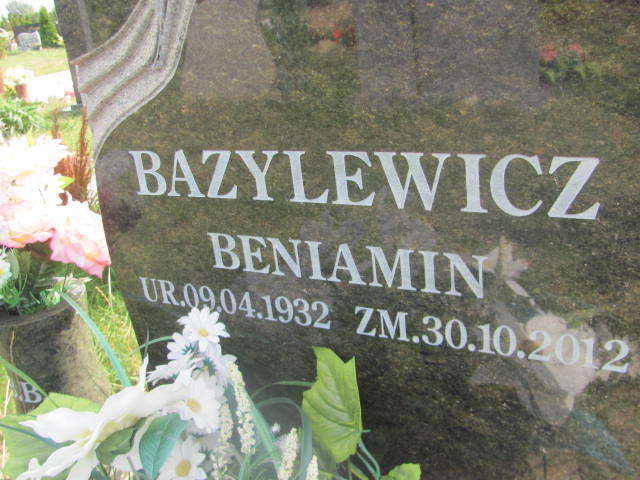 BAZYLEWICZ
BENIAMIN
UR.09.04.1932 ZM.30.10.2012
.B